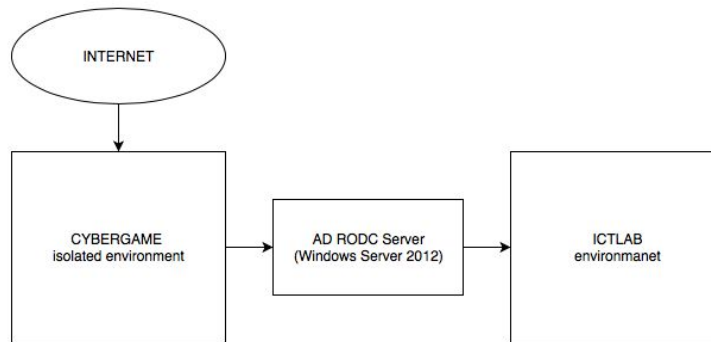 INTERNET
CYBERGAME
isolated environment
AD RODC Server
(Windows Server 2012)
ICTLAB
environmanet